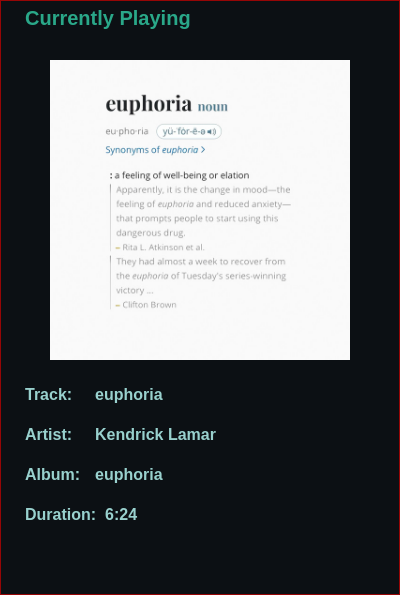 Currently Playing
euphoria noun
eu·pho·ria yü-ˈfȯr-ē-ə
Synonyms of euphoria >
: a feeling of well-being or elation
Apparently, it is the change in mood—the
feeling of euphoria and reduced anxiety—
that prompts people to start using this
dangerous drug.
– Rita L. Atkinson et al.
They had almost a week to recover from
the euphoria of Tuesday's series-winning
victory ...
– Clifton Brown
Track: euphoria
Artist: Kendrick Lamar
Album: euphoria
Duration: 6:24